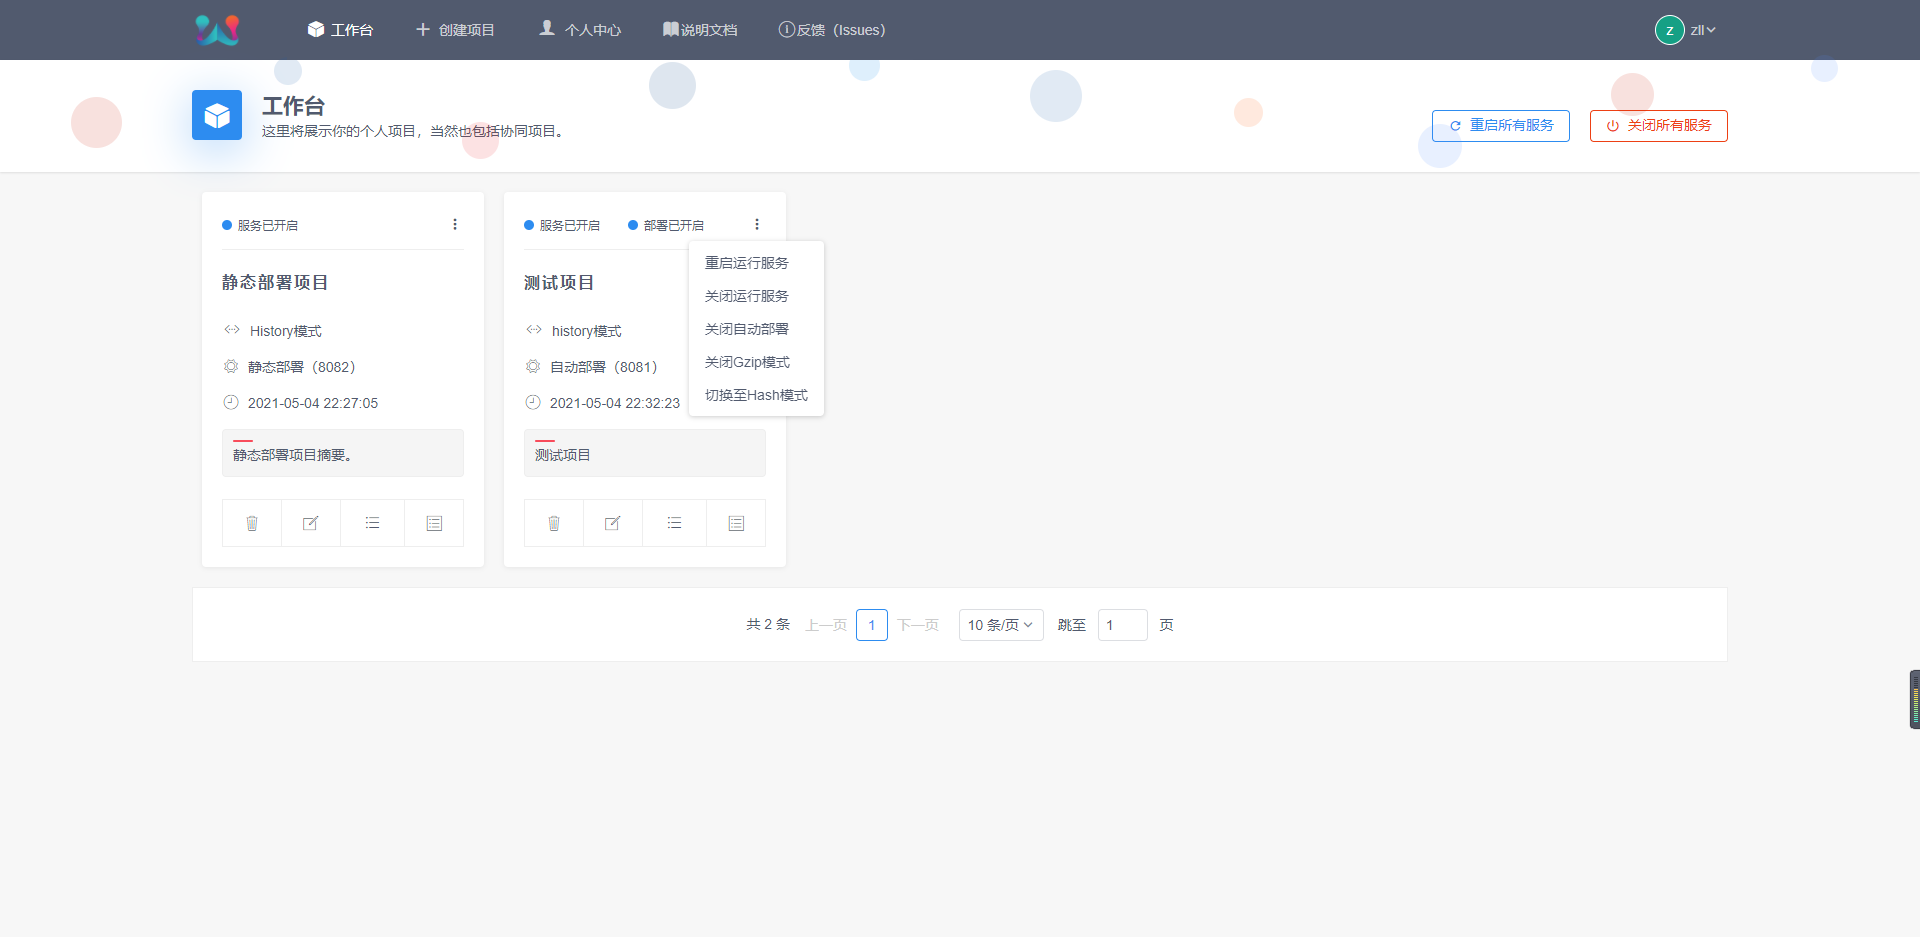 工作台
创建项目
个人中心
说明文档
反馈（Issues）
z
zll
工作台
这里将展示你的个人项目，当然也包括协同项目。
重启所有服务
关闭所有服务
服务已开启
静态部署项目
History模式
静态部署（8082）
2021-05-04 22:27:05
静态部署项目摘要。
服务已开启
部署已开启
测试项目
history模式
自动部署（8081）
2021-05-04 22:32:23
测试项目
重启运行服务
关闭运行服务
关闭自动部署
关闭Gzip模式
切换至Hash模式
共 2 条
上一页
1
下一页
10 条/页
跳至
1
页